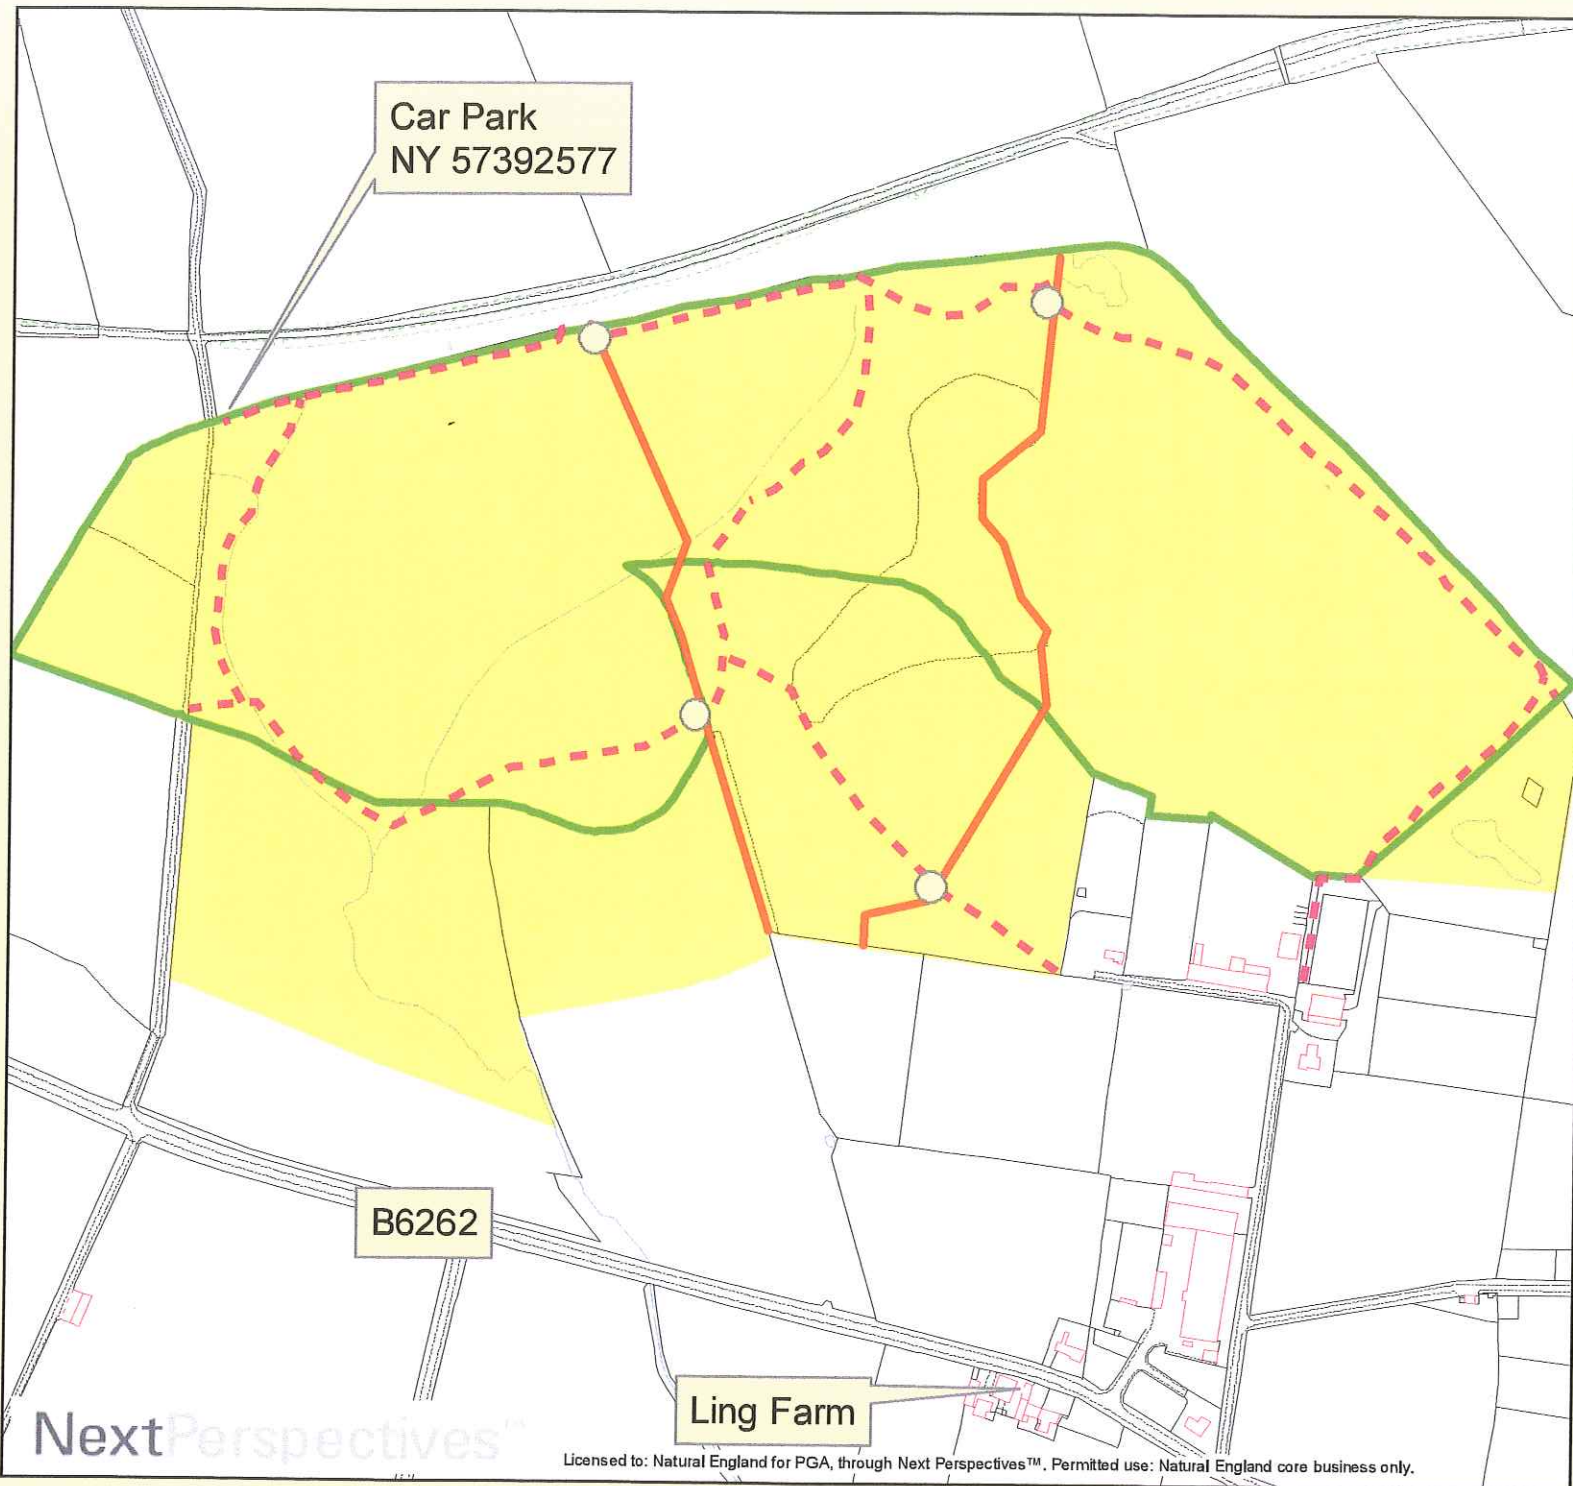 Car Park
NY 57392577
B6262
Ling Farm
NextPerspectives™
Licensed to: Natural England for PGA, through Next Perspectives™. Permitted use: Natural England core business only.